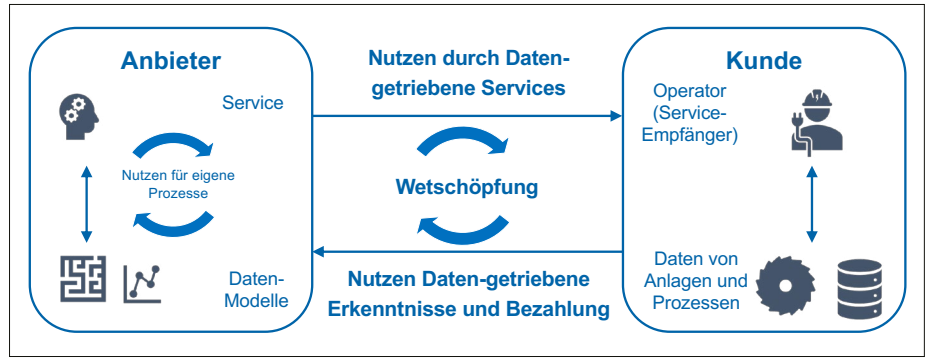 Anbieter
Service
Nutzen für eigene
Prozesse
Daten-
Modelle
Nutzen durch Daten-
getriebene Services
Wetschöpfung
Nutzen Daten-getriebene
Erkenntnisse und Bezahlung
Kunde
Operator
(Service-
Empfänger)
Daten von
Anlagen und
Prozessen